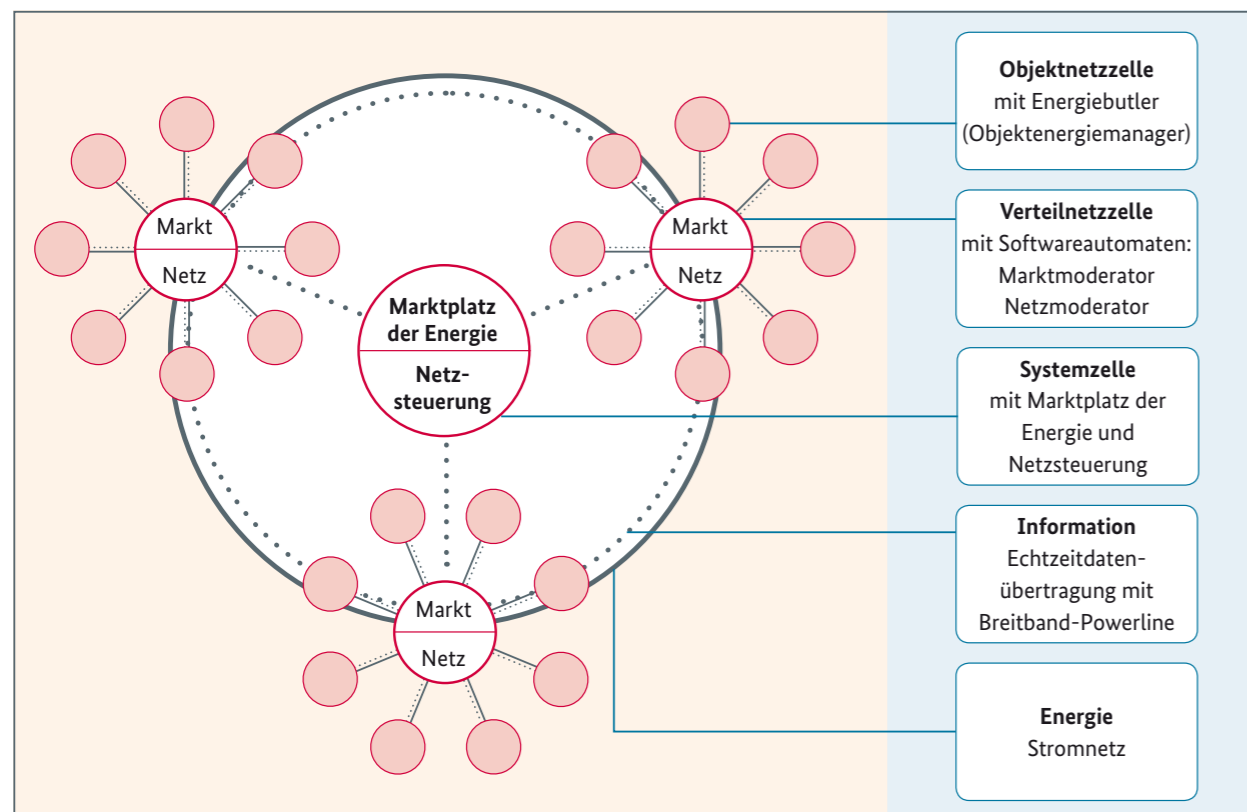 Markt
Netz
Markt
Netz
Marktplatz
der Energie
Netz-
steuerung
Markt
Netz
Objektnetzzelle
mit Energiebutler
(Objektenergiemanager)
Verteilnetzzelle
mit Softwareautomaten:
Marktmoderator
Netzmoderator
Systemzelle
mit Marktplatz der
Energie und
Netzsteuerung
Information
Echtzeitdaten-
übertragung mit
Breitband-Powerline
Energie
Stromnetz